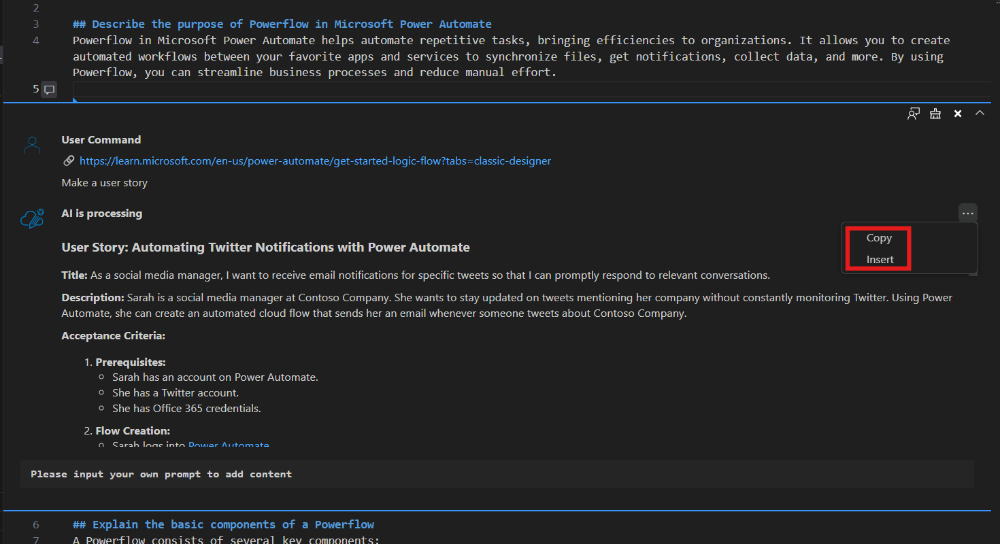 2
3 ## Describe the purpose of Powerflow in Microsoft Power Automate
4 Powerflow in Microsoft Power Automate helps automate repetitive tasks, bringing efficiencies to organizations. It allows you to create
automated workflows between your favorite apps and services to synchronize files, get notifications, collect data, and more. By using
Powerflow, you can streamline business processes and reduce manual effort.
5
User Command
https://learn.microsoft.com/en-us/power-automate/get-started-logic-flow?tabs=classic-designer
Make a user story
AI is processing
...
Copy
Insert
User Story: Automating Twitter Notifications with Power Automate
Title: As a social media manager, I want to receive email notifications for specific tweets so that I can promptly respond to relevant conversations.
Description: Sarah is a social media manager at Contoso Company. She wants to stay updated on tweets mentioning her company without constantly monitoring Twitter. Using Power
Automate, she can create an automated cloud flow that sends her an email whenever someone tweets about Contoso Company.
Acceptance Criteria:
1. Prerequisites:
Sarah has an account on Power Automate.
She has a Twitter account.
She has Office 365 credentials.
2. Flow Creation:
Sarah logs into Power Automate
Please input your own prompt to add content
6 ## Explain the basic components of a Powerflow
7 A Powerflow consists of several key components: